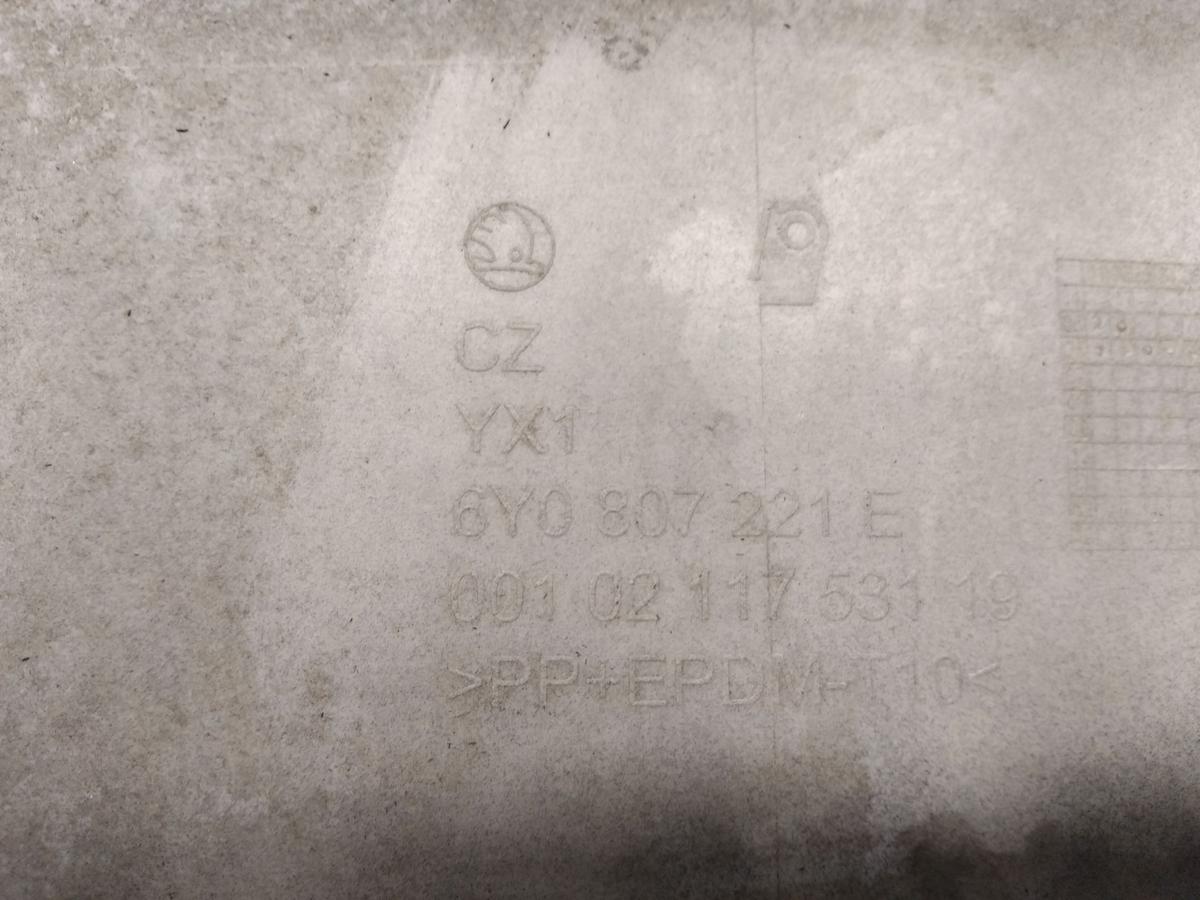 CZ
YX1
6Y0 807 221 E
001 02 117 531 19
>PP+EPDM-T10<